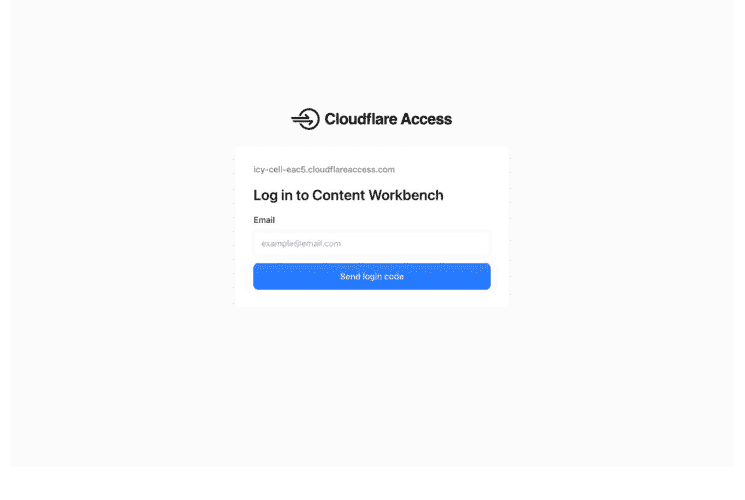 Cloudflare Access
icy-cell-eac5.cloudflareaccess.com
Log in to Content Workbench
Email
example@email.com
Send login code